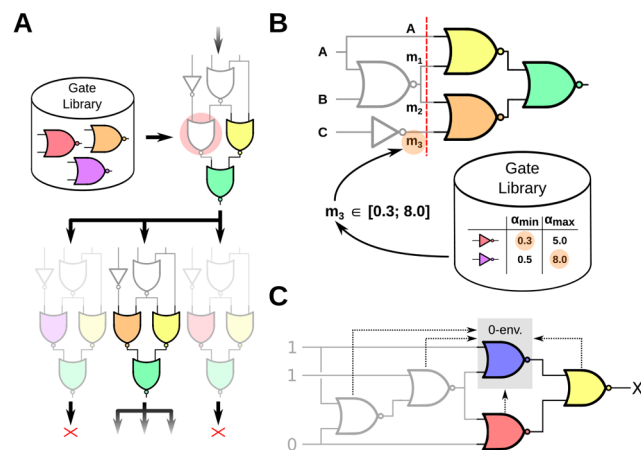 A
Gate
Library
B
A
A
m1
B
m2
C
m3
m3 ∈ [0.3; 8.0]
Gate
Library
αmin αmax
0.3 5.0
0.5 8.0
C
0-env.
1
1
0
X